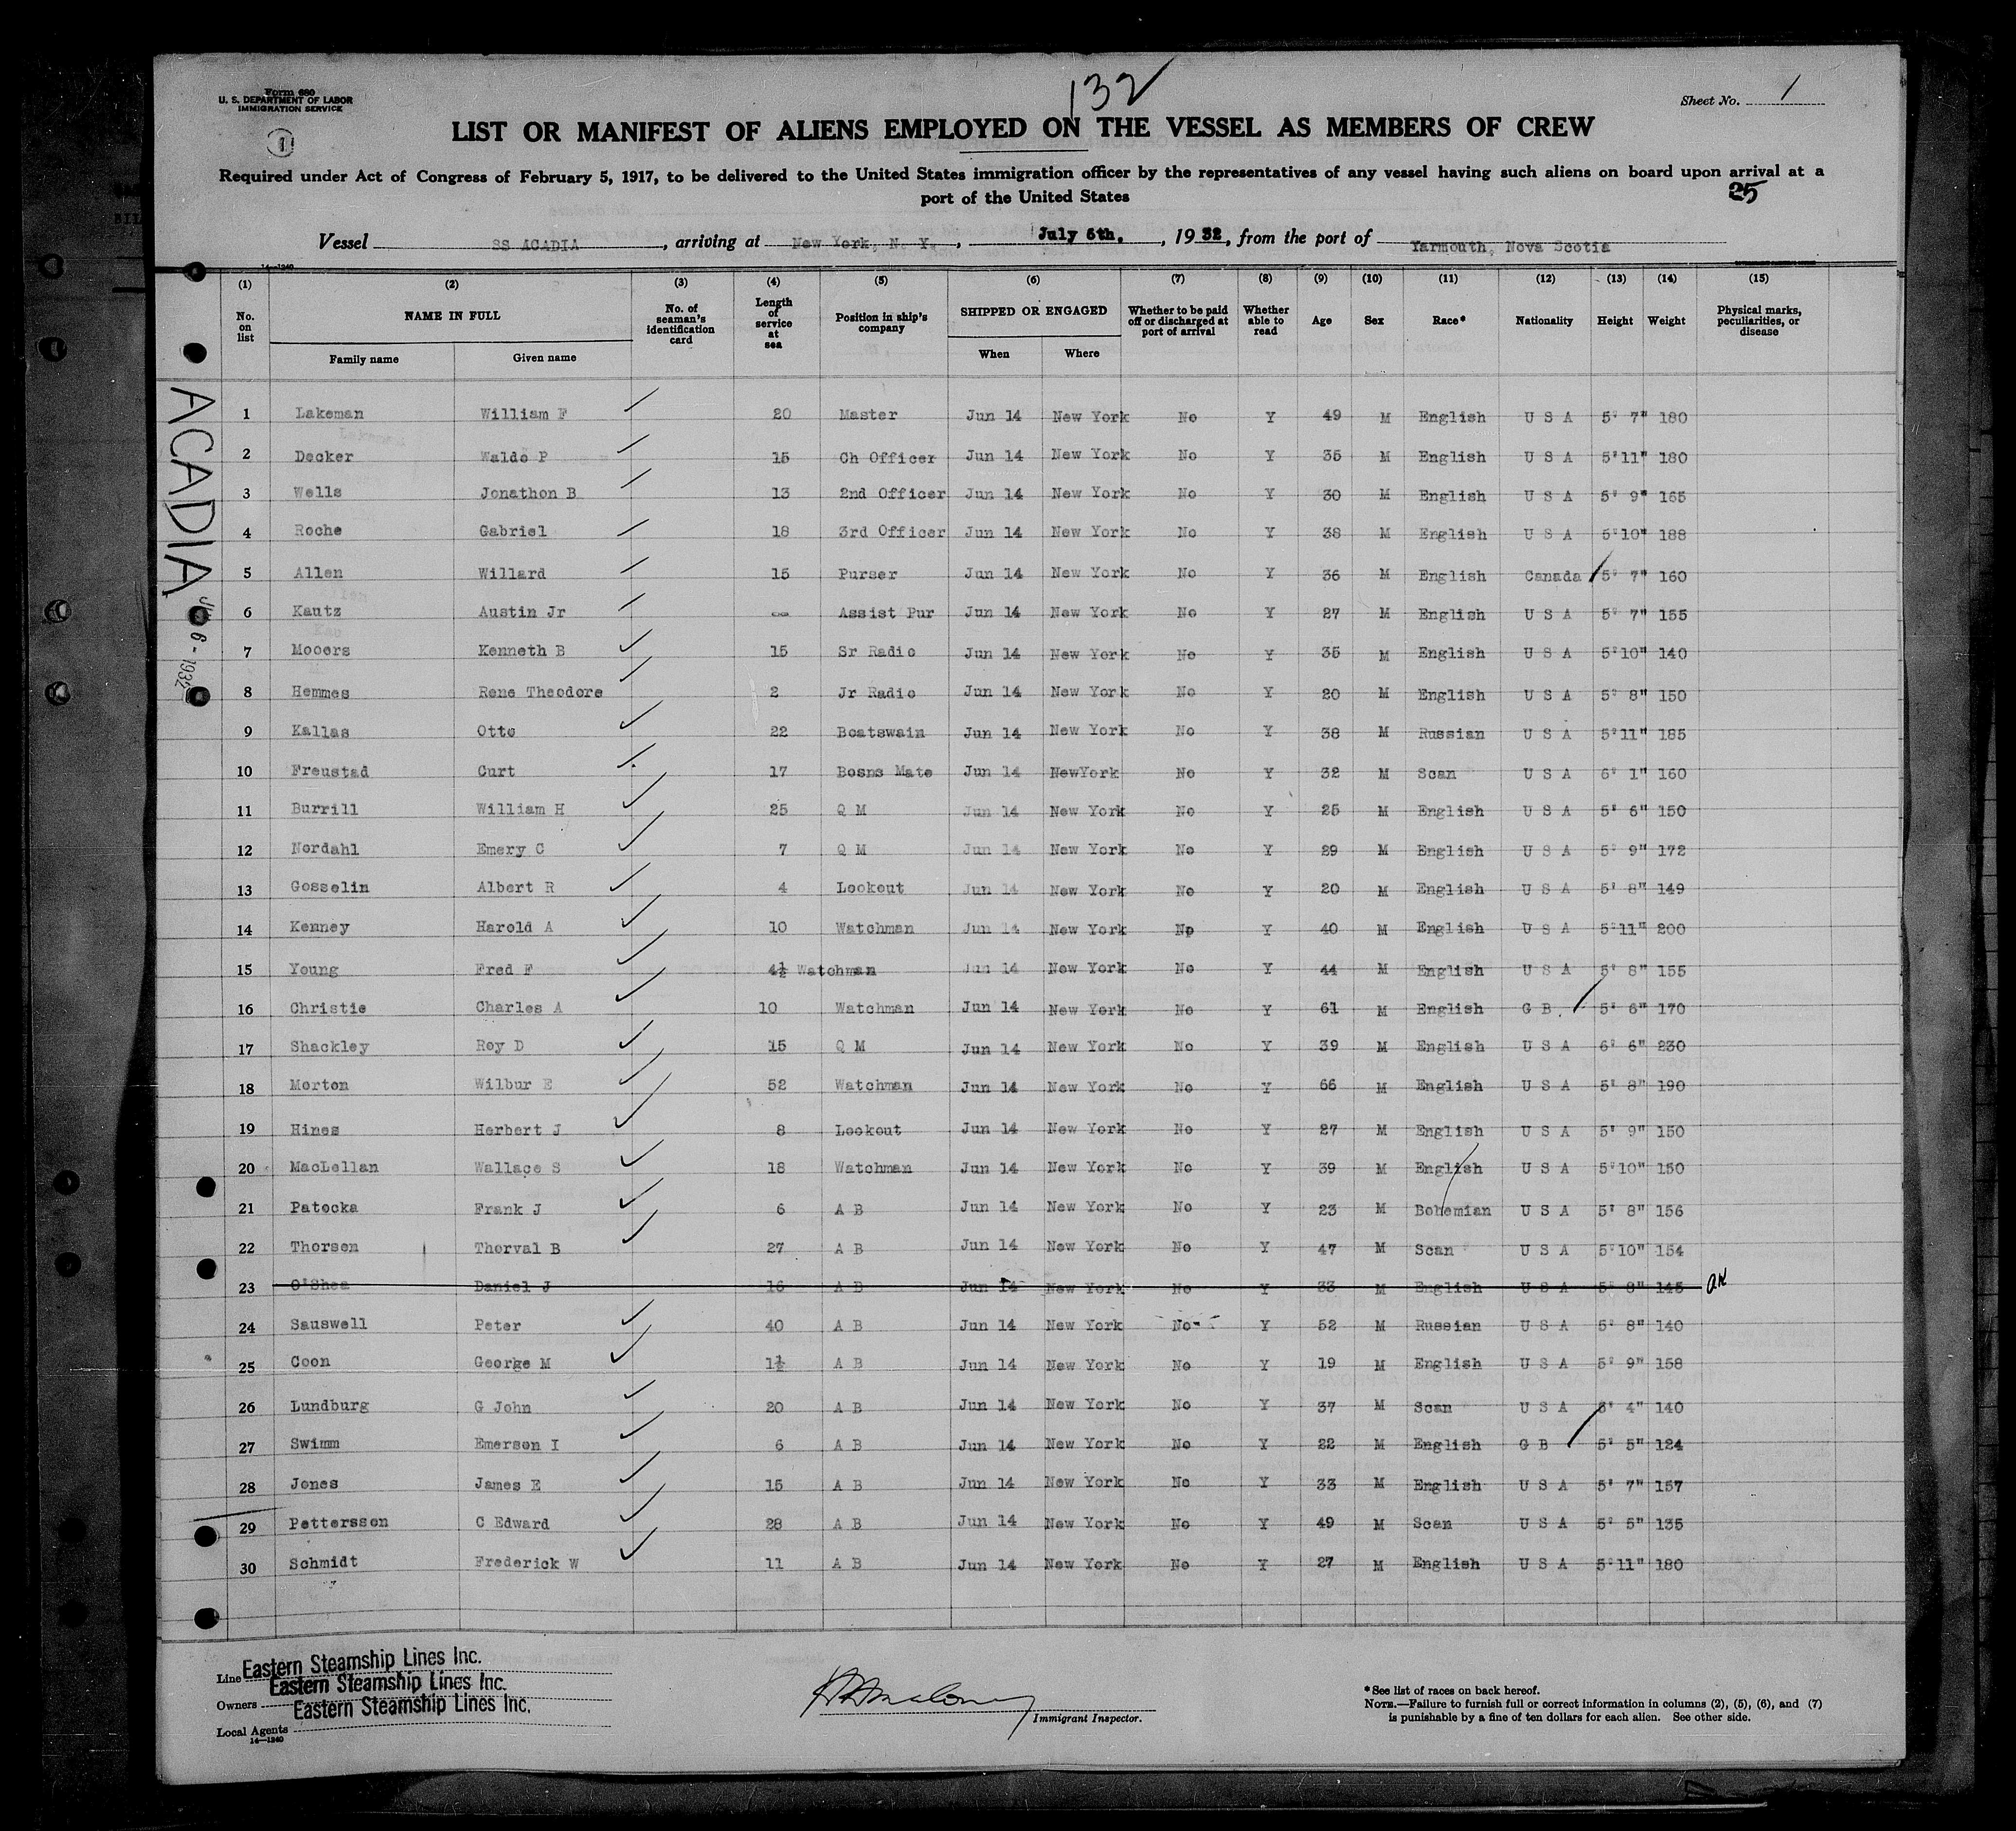 132
Form 680
U. S. DEPARTMENT OF LABOR
IMMIGRATION SERVICE
Sheet No. 1
1
LIST OR MANIFEST OF ALIENS EMPLOYED ON THE VESSEL AS MEMBERS OF CREW
Required under Act of Congress of February 5, 1917, to be delivered to the United States immigration officer by the representatives of any vessel having such aliens on board upon arrival at a
port of the United States
25
Vessel SS ACADIA, arriving at New York, N. Y., July 6th, 1932, from the port of Yarmouth, Nova Scotia
14—1240
(1) (2) (3) (4) (5) (6) (7) (8) (9) (10) (11) (12) (13) (14) (15)
No. on list NAME IN FULL Family name Given name No. of seaman's identification card Length of service at sea Position in ship's company SHIPPED OR ENGAGED When Where Whether to be paid off or discharged at port of arrival Whether able to read Age Sex Race* Nationality Height Weight Physical marks, peculiarities, or disease
1 Lakeman William F 20 Master Jun 14 New York No Y 49 M English U S A 5' 7" 180
2 Decker Waldo P 15 Ch Officer Jun 14 New York No Y 35 M English U S A 5'11" 180
3 Wells Jonathon B 13 2nd Officer Jun 14 New York No Y 30 M English U S A 5' 9" 165
4 Roche Gabriel 18 3rd Officer Jun 14 New York No Y 38 M English U S A 5'10" 188
5 Allen Willard 15 Purser Jun 14 New York No Y 36 M English Canada 5' 7" 160
6 Kautz Austin Jr -- Assist Pur Jun 14 New York No Y 27 M English U S A 5' 7" 155
7 Mooers Kenneth B 15 Sr Radio Jun 14 New York No Y 35 M English U S A 5'10" 140
8 Hemmes Rene Theodore 2 Jr Radio Jun 14 New York No Y 20 M English U S A 5' 8" 150
9 Kallas Otto 22 Boatswain Jun 14 New York No Y 38 M Russian U S A 5'11" 185
10 Freustad Curt 17 Bosns Mate Jun 14 NewYork No Y 32 M Scan U S A 6' 1" 160
11 Burrill William H 25 Q M Jun 14 New York No Y 25 M English U S A 5' 6" 150
12 Nordahl Emery C 7 Q M Jun 14 New York No Y 29 M English U S A 5' 9" 172
13 Gosselin Albert R 4 Lookout Jun 14 New York No Y 20 M English U S A 5' 8" 149
14 Kenney Harold A 10 Watchman Jun 14 New York No Y 40 M English U S A 5'11" 200
15 Young Fred F 4½ Watchman Jun 14 New York No Y 44 M English U S A 5' 8" 155
16 Christie Charles A 10 Watchman Jun 14 New York No Y 61 M English G B. 5' 6" 170
17 Shackley Roy D 15 Q M Jun 14 New York No Y 39 M English U S A 6' 6" 230
18 Morton Wilbur E 52 Watchman Jun 14 New York No Y 66 M English U S A 5' 8" 190
19 Hines Herbert J 8 Lookout Jun 14 New York No Y 27 M English U S A 5' 9" 150
20 MacLellan Wallace S 18 Watchman Jun 14 New York No Y 39 M English U S A 5'10" 150
21 Patocka Frank J 6 A B Jun 14 New York No Y 23 M Bohemian U S A 5' 8" 156
22 Thorsen Thorval B 27 A B Jun 14 New York No Y 47 M Scan U S A 5'10" 154
23 O'Shea Daniel J 16 A B Jun 14 New York No Y 33 M English U S A 5' 8" 145
24 Sauswell Peter 40 A B Jun 14 New York No Y 52 M Russian U S A 5' 8" 140
25 Coon George M 1½ A B Jun 14 New York No Y 19 M English U S A 5' 9" 158
26 Lundburg G John 20 A B Jun 14 New York No Y 37 M Scan U S A 6' 4" 140
27 Swimm Emerson I 6 A B Jun 14 New York No Y 22 M English G B 5' 5" 124
28 Jones James E 15 A B Jun 14 New York No Y 33 M English U S A 5' 7" 157
29 Pettersson C Edward 28 A B Jun 14 New York No Y 49 M Scan U S A 5' 5" 135
30 Schmidt Frederick W 11 A B Jun 14 New York No Y 27 M English U S A 5'11" 180
ACADIA
6 - 1932
Line Eastern Steamship Lines Inc.
Owners Eastern Steamship Lines Inc.
Local Agents Eastern Steamship Lines Inc.
14—1240
Immigrant Inspector.
*See list of races on back hereof.
NOTE.—Failure to furnish full or correct information in columns (2), (5), (6), and (7)
is punishable by a fine of ten dollars for each alien. See other side.